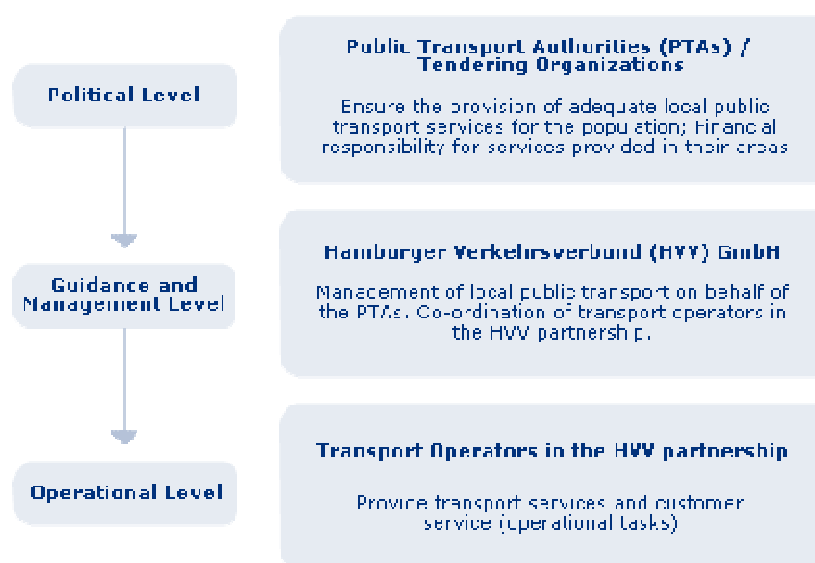 Political Level
Public Transport Authorities (PTAs) /
Tendering Organizations
Ensure the provision of adequate local public
transport services for the population; Financial
responsibility for services provided in their areas
Guidance and
Management Level
Hamburger Verkehrsverbund (HVV) GmbH
Management of local public transport on behalf of
the PTAs. Co-ordination of transport operators in
the HVV partnership.
Operational Level
Transport Operators in the HVV partnership
Provide transport services and customer
service (operational tasks)